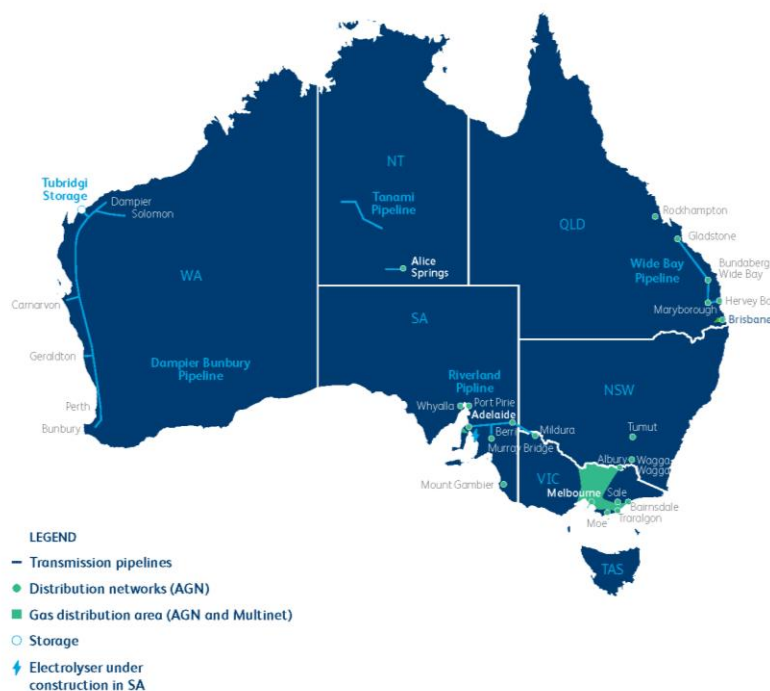 NT
Tubridgi
Storage
Dampier
Solomon
Tanami
Pipeline
Rockhampton
QLD
Gladstone
WA
Alice
Springs
Wide Bay
Pipeline
Bundaberg
Wide Bay
Carnarvon
Maryborough
Hervey Ba
SA
Brisbane
Geraldton
Dampier Bunbury
Pipeline
Riverland
Pipline
NSW
Perth
Whyalla
Port Pirie
Adelaide
Bunbury
Berri
Mildura
Tumut
Murray Bridge
Albury
Wagga
Wagga
VIC
Mount Gambier
Melbourne
Sale
Bairnsdale
Moe
Traralgon
TAS
LEGEND
Transmission pipelines
Distribution networks (AGN)
Gas distribution area (AGN and Multinet)
Storage
Electrolyser under
construction in SA